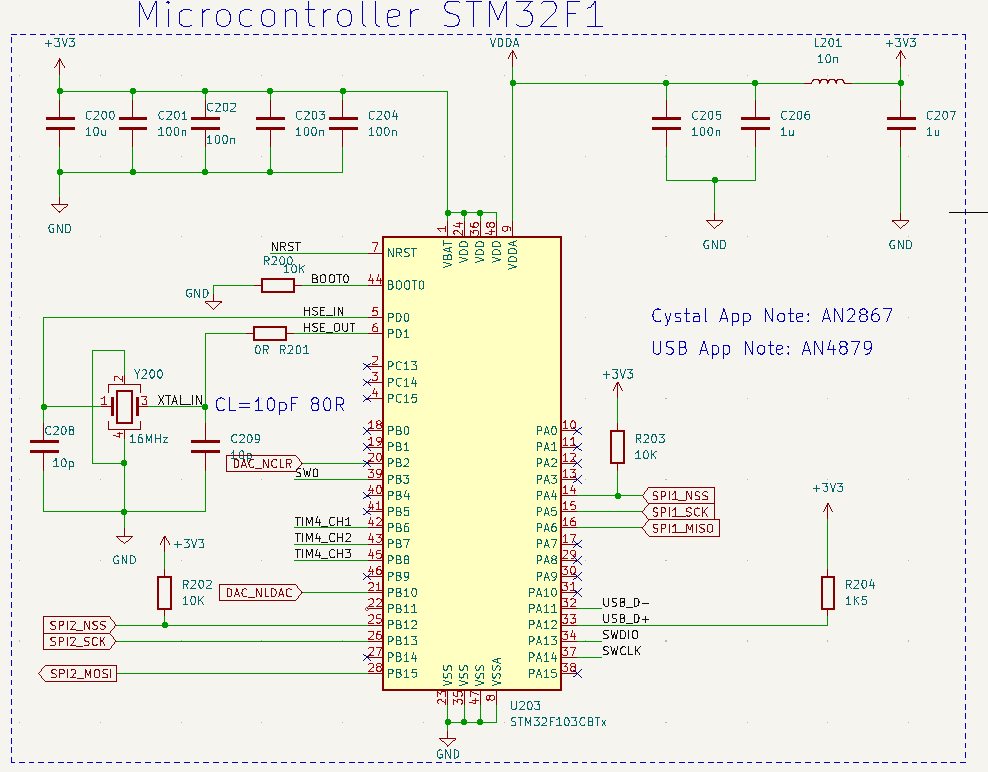 Microcontroller STM32F1
+3V3
VDDA
L201
10n
+3V3
C200
10u
C201
100n
C202
100n
C203
100n
C204
100n
C205
100n
C206
1u
C207
1u
GND
GND
GND
1
24
36
48
9
VBAT
VDD
VDD
VDD
VDDA
NRST
7
NRST
R200
10K
BOOT0
44
BOOT0
GND
HSE_IN
5
PD0
HSE_OUT
6
PD1
0R R201
Cystal App Note: AN2867
USB App Note: AN4879
2
PC13
3
PC14
4
PC15
Y200
2
1
3
4
XTAL_IN
16MHz
CL=10pF 80R
+3V3
C208
10p
C209
10p
GND
R203
10K
18
PB0
19
PB1
DAC_NCLR
20
PB2
SWO
39
PB3
40
PB4
41
PB5
TIM4_CH1
42
PB6
TIM4_CH2
43
PB7
TIM4_CH3
45
PB8
46
PB9
DAC_NLDAC
21
PB10
22
PB11
25
PB12
26
PB13
27
PB14
28
PB15
+3V3
R202
10K
SPI2_NSS
SPI2_SCK
SPI2_MOSI
PA0
10
PA1
11
PA2
12
PA3
13
PA4
14
SPI1_NSS
PA5
15
SPI1_SCK
PA6
16
SPI1_MISO
PA7
17
PA8
29
PA9
30
PA10
31
PA11
32
USB_D-
PA12
33
USB_D+
PA13
34
SWDIO
PA14
37
SWCLK
PA15
38
+3V3
R204
1K5
VSS
VSS
VSS
VSSA
23
35
47
8
U203
STM32F103CBTx
GND